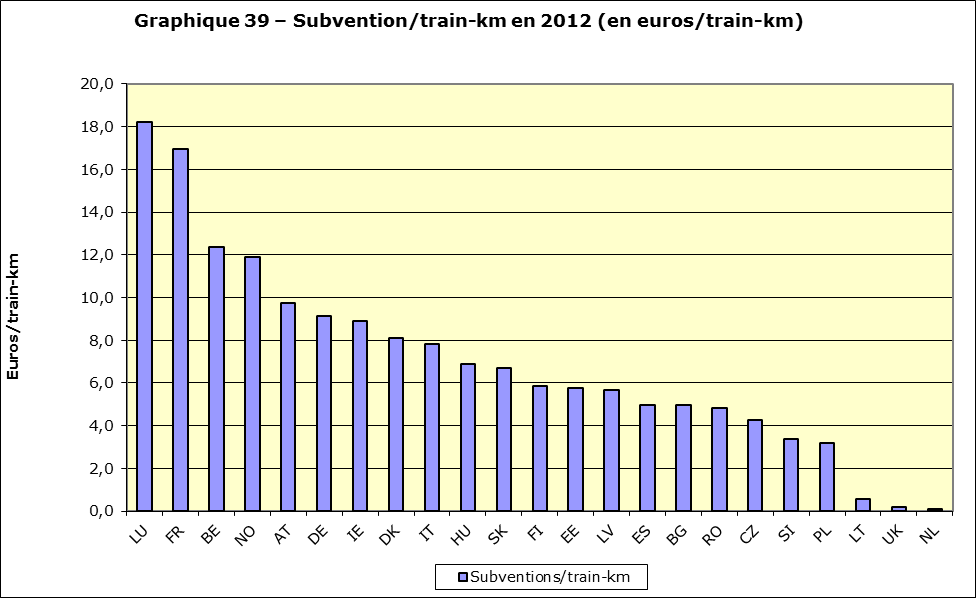 Graphique 39 – Subvention/train-km en 2012 (en euros/train-km)
20,0
18,0
16,0
14,0
12,0
10,0
8,0
6,0
4,0
2,0
0,0
Euros/train-km
LU FR BE NO AT DE IE DK IT HU SK FI EE LV ES BG RO CZ SI PL LT UK NL
Subventions/train-km